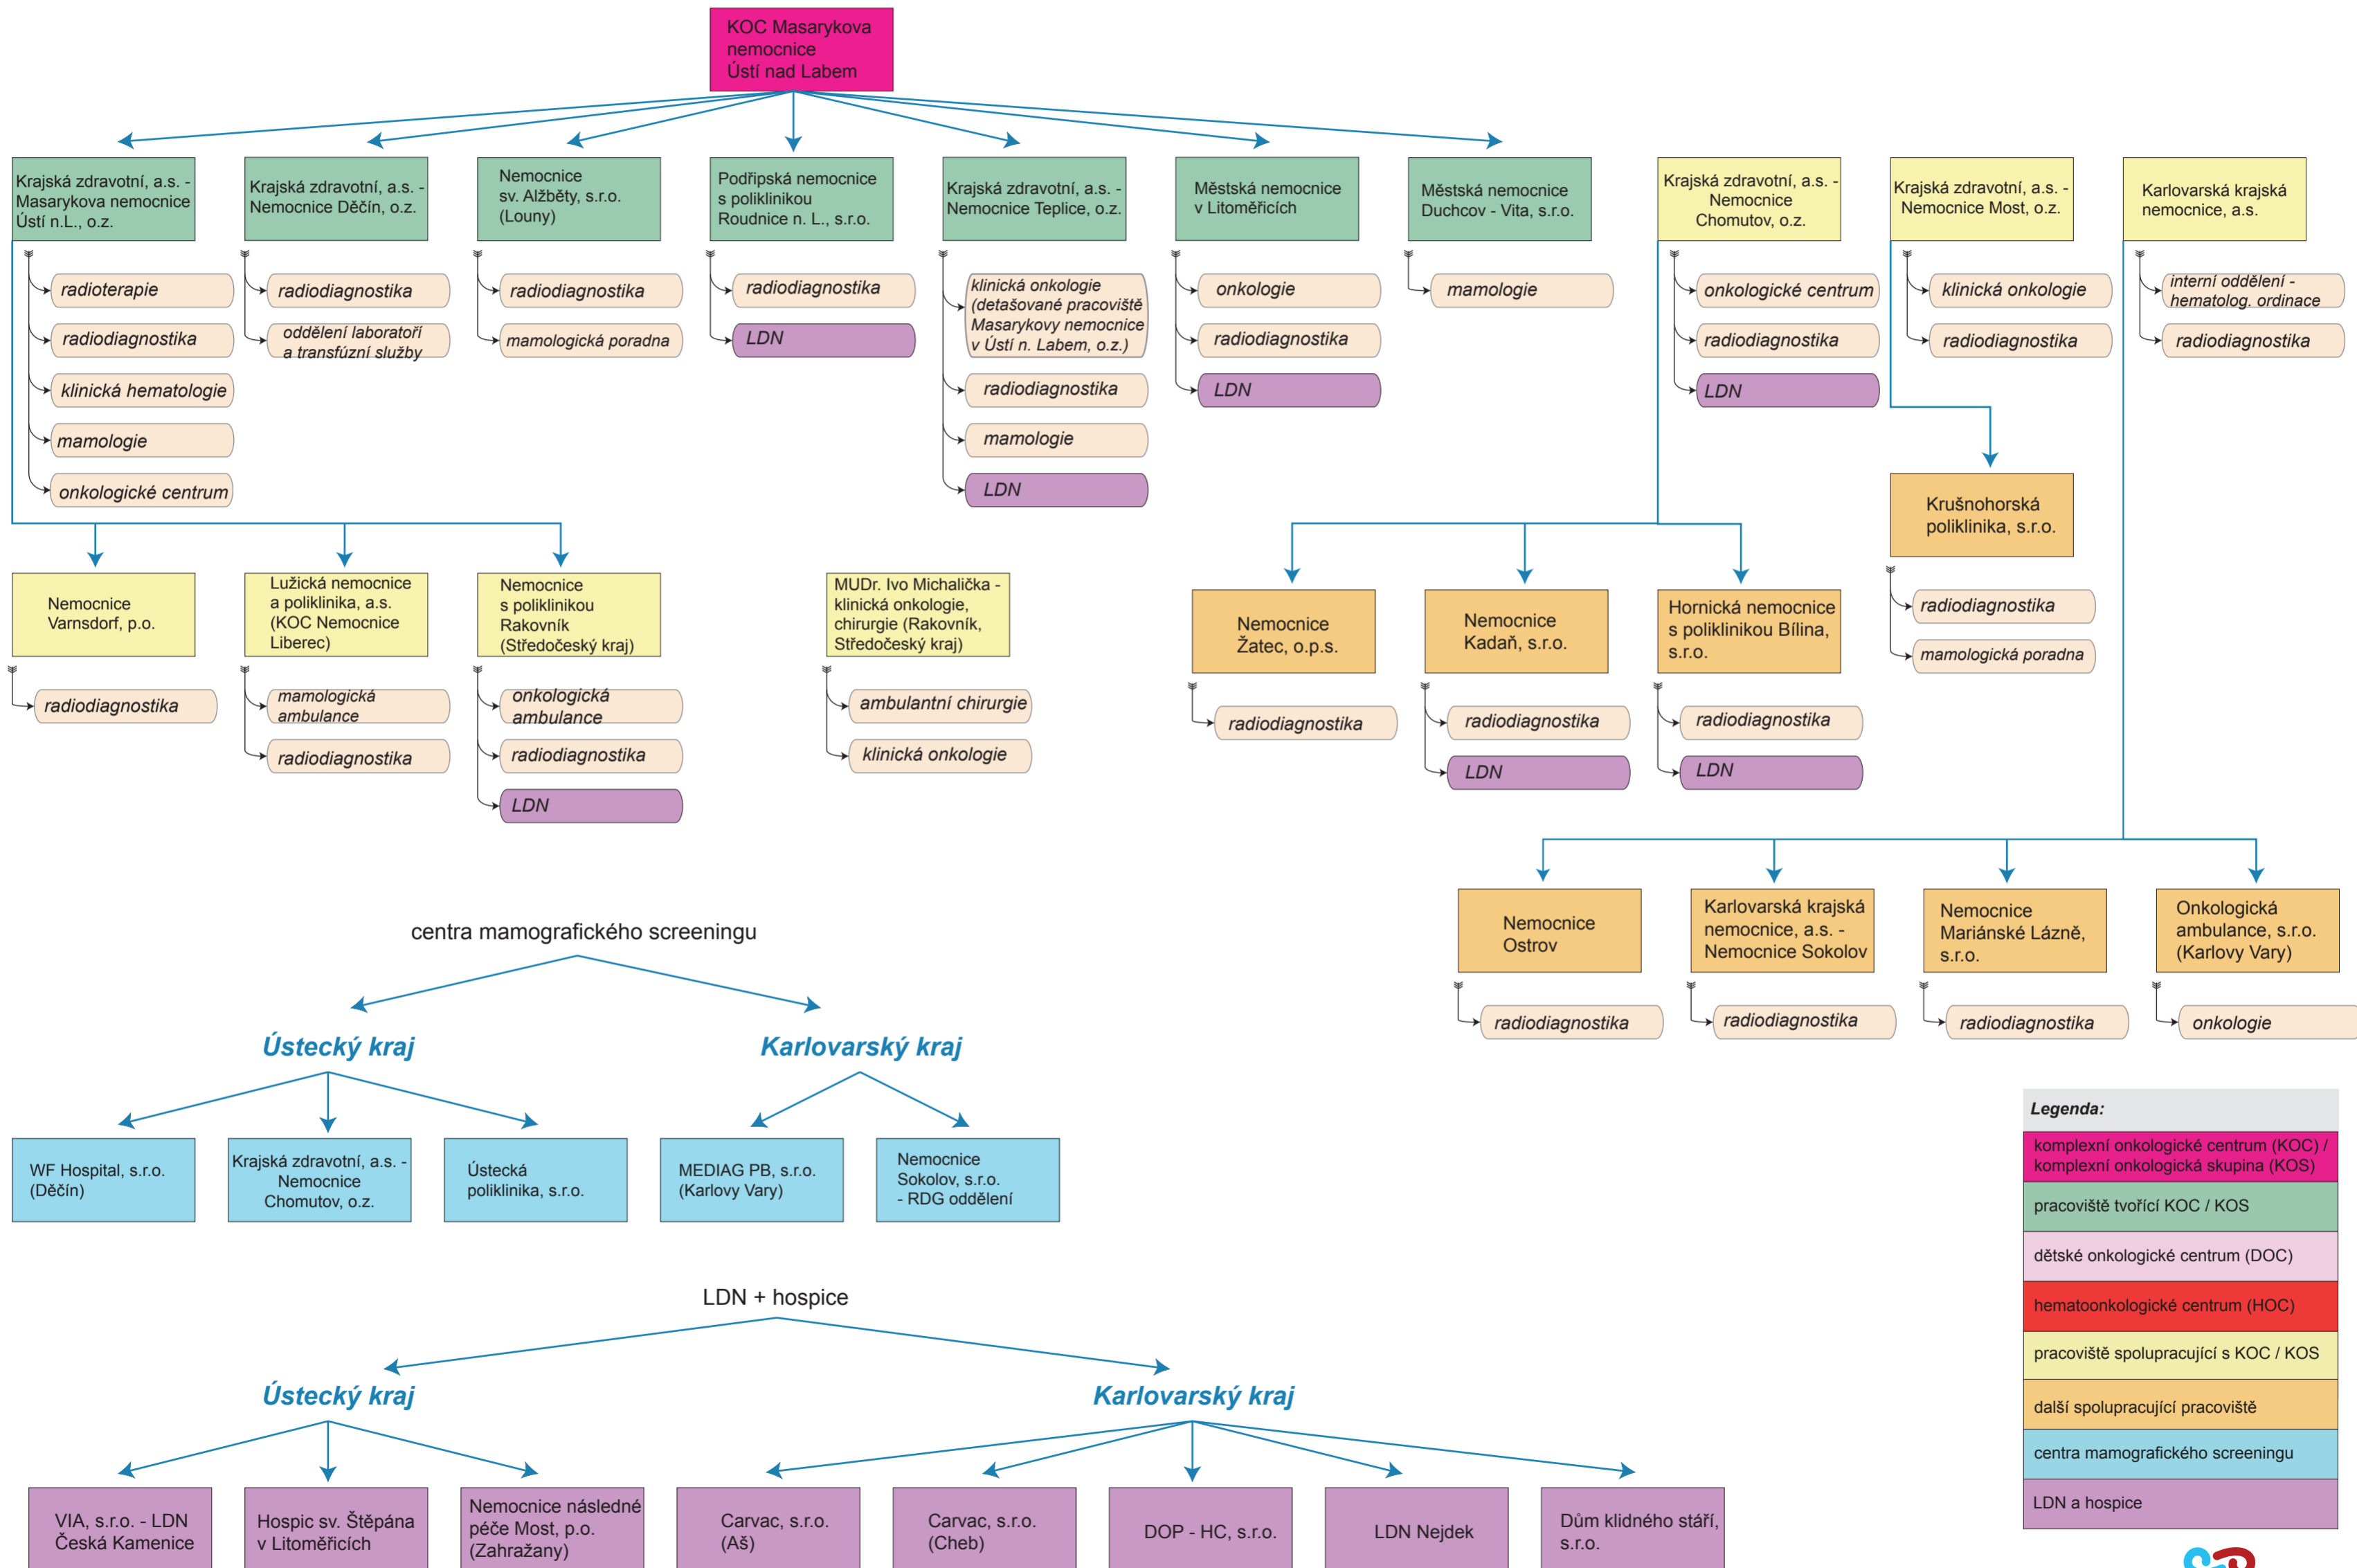 KOC Masarykova
nemocnice
Ústí nad Labem
Krajská zdravotní, a.s. -
Masarykova nemocnice
Ústí n.L., o.z.
radioterapie
radiodiagnostika
klinická hematologie
mamologie
onkologické centrum
Krajská zdravotní, a.s. -
Nemocnice Děčín, o.z.
radiodiagnostika
oddělení laboratoří
a transfúzní služby
Nemocnice
sv. Alžběty, s.r.o.
(Louny)
radiodiagnostika
mamologická poradna
Podřipská nemocnice
s poliklinikou
Roudnice n. L., s.r.o.
radiodiagnostika
LDN
Krajská zdravotní, a.s. -
Nemocnice Teplice, o.z.
klinická onkologie
(detašované pracoviště
Masarykovy nemocnice
v Ústí n. Labem, o.z.)
radiodiagnostika
mamologie
LDN
Městská nemocnice
v Litoměřicích
onkologie
radiodiagnostika
LDN
Městská nemocnice
Duchcov - Vita, s.r.o.
mamologie
Krajská zdravotní, a.s. -
Nemocnice
Chomutov, o.z.
onkologické centrum
radiodiagnostika
LDN
Krajská zdravotní, a.s. -
Nemocnice Most, o.z.
klinická onkologie
radiodiagnostika
Karlovarská krajská
nemocnice, a.s.
interní oddělení -
hematolog. ordinace
radiodiagnostika
Krušnohorská
poliklinika, s.r.o.
radiodiagnostika
mamologická poradna
Nemocnice
Varnsdorf, p.o.
radiodiagnostika
Lužická nemocnice
a poliklinika, a.s.
(KOC Nemocnice
Liberec)
mamologická
ambulance
radiodiagnostika
Nemocnice
s poliklinikou
Rakovník
(Středočeský kraj)
onkologická
ambulance
radiodiagnostika
LDN
MUDr. Ivo Michalička -
klinická onkologie,
chirurgie (Rakovník,
Středočeský kraj)
ambulantní chirurgie
klinická onkologie
Nemocnice
Žatec, o.p.s.
radiodiagnostika
Nemocnice
Kadaň, s.r.o.
radiodiagnostika
LDN
Hornická nemocnice
s poliklinikou Bílina,
s.r.o.
radiodiagnostika
LDN
Nemocnice
Ostrov
radiodiagnostika
Karlovarská krajská
nemocnice, a.s. -
Nemocnice Sokolov
radiodiagnostika
Nemocnice
Mariánské Lázně,
s.r.o.
radiodiagnostika
Onkologická
ambulance, s.r.o.
(Karlovy Vary)
onkologie
centra mamografického screeningu
Ústecký kraj
Karlovarský kraj
WF Hospital, s.r.o.
(Děčín)
Krajská zdravotní, a.s. -
Nemocnice
Chomutov, o.z.
Ústecká
poliklinika, s.r.o.
MEDIAG PB, s.r.o.
(Karlovy Vary)
Nemocnice
Sokolov, s.r.o.
- RDG oddělení
LDN + hospice
Ústecký kraj
Karlovarský kraj
VIA, s.r.o. - LDN
Česká Kamenice
Hospic sv. Štěpána
v Litoměřicích
Nemocnice následné
péče Most, p.o.
(Zahražany)
Carvac, s.r.o.
(Aš)
Carvac, s.r.o.
(Cheb)
DOP - HC, s.r.o.
LDN Nejdek
Dům klidného stáří,
s.r.o.
Legenda:
komplexní onkologické centrum (KOC) /
komplexní onkologická skupina (KOS)
pracoviště tvořící KOC / KOS
dětské onkologické centrum (DOC)
hematoonkologické centrum (HOC)
pracoviště spolupracující s KOC / KOS
další spolupracující pracoviště
centra mamografického screeningu
LDN a hospice